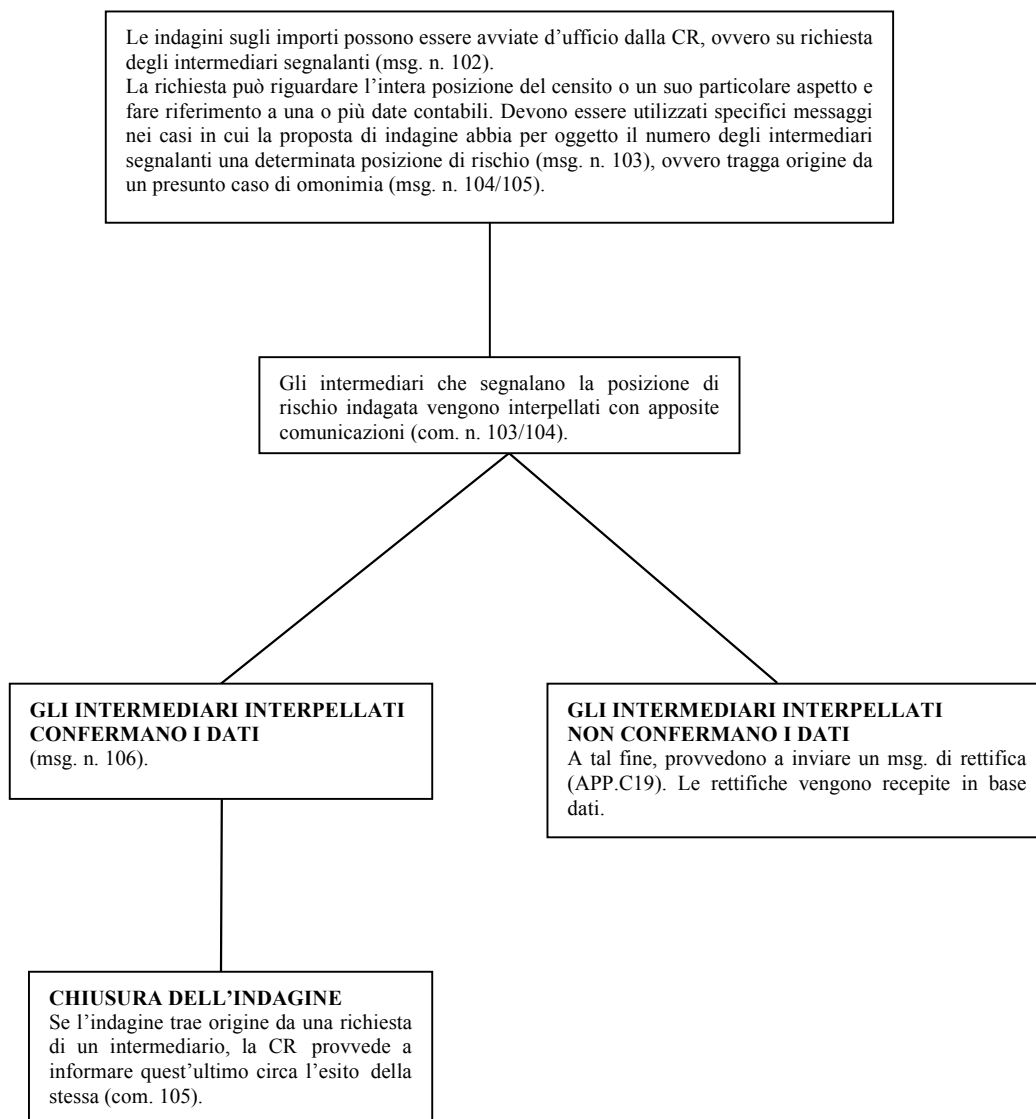 Le indagini sugli importi possono essere avviate d’ufficio dalla CR, ovvero su richiesta
degli intermediari segnalanti (msg. n. 102).
La richiesta può riguardare l’intera posizione del censito o un suo particolare aspetto e
fare riferimento a una o più date contabili. Devono essere utilizzati specifici messaggi
nei casi in cui la proposta di indagine abbia per oggetto il numero degli intermediari
segnalanti una determinata posizione di rischio (msg. n. 103), ovvero tragga origine da
un presunto caso di omonimia (msg. n. 104/105).
Gli intermediari che segnalano la posizione di
rischio indagata vengono interpellati con apposite
comunicazioni (com. n. 103/104).
GLI INTERMEDIARI INTERPELLATI
CONFERMANO I DATI
(msg. n. 106).
GLI INTERMEDIARI INTERPELLATI
NON CONFERMANO I DATI
A tal fine, provvedono a inviare un msg. di rettifica
(APP.C19). Le rettifiche vengono recepite in base
dati.
CHIUSURA DELL’INDAGINE
Se l’indagine trae origine da una richiesta
di un intermediario, la CR provvede a
informare quest’ultimo circa l’esito della
stessa (com. 105).